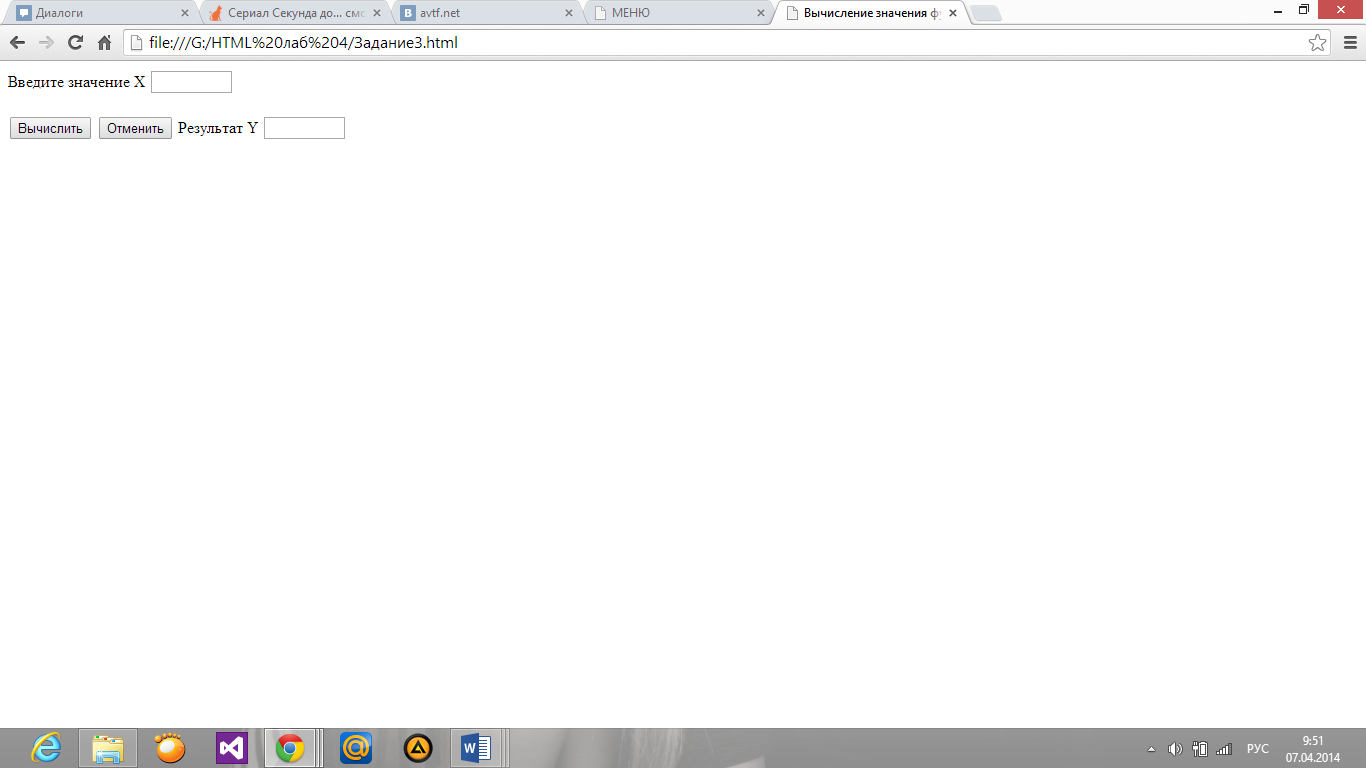 Диалоги
Сериал Секунда до... смо
avtf.net
МЕНЮ
Вычисление значения ф
file:///G:/HTML%20лаб%204/Задание3.html
Введите значение X
Вычислить Отменить Результат Y
РУС
9:51
07.04.2014